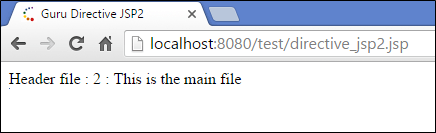 Guru Directive JSP2
localhost:8080/test/directive_jsp2.jsp
Header file : 2 : This is the main file